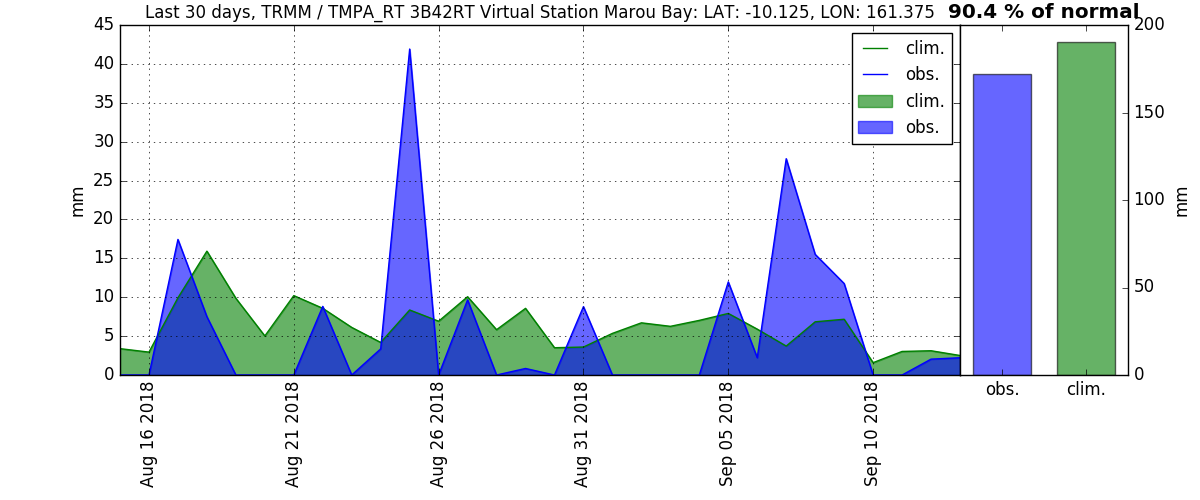 Last 30 days, TRMM / TMPA_RT 3B42RT Virtual Station Marou Bay: LAT: -10.125, LON: 161.375
90.4 % of normal
mm
45
40
35
30
25
20
15
10
5
0
clim.
obs.
clim.
obs.
Aug 16 2018
Aug 21 2018
Aug 26 2018
Aug 31 2018
Sep 05 2018
Sep 10 2018
200
150
100
50
0
mm
obs.
clim.